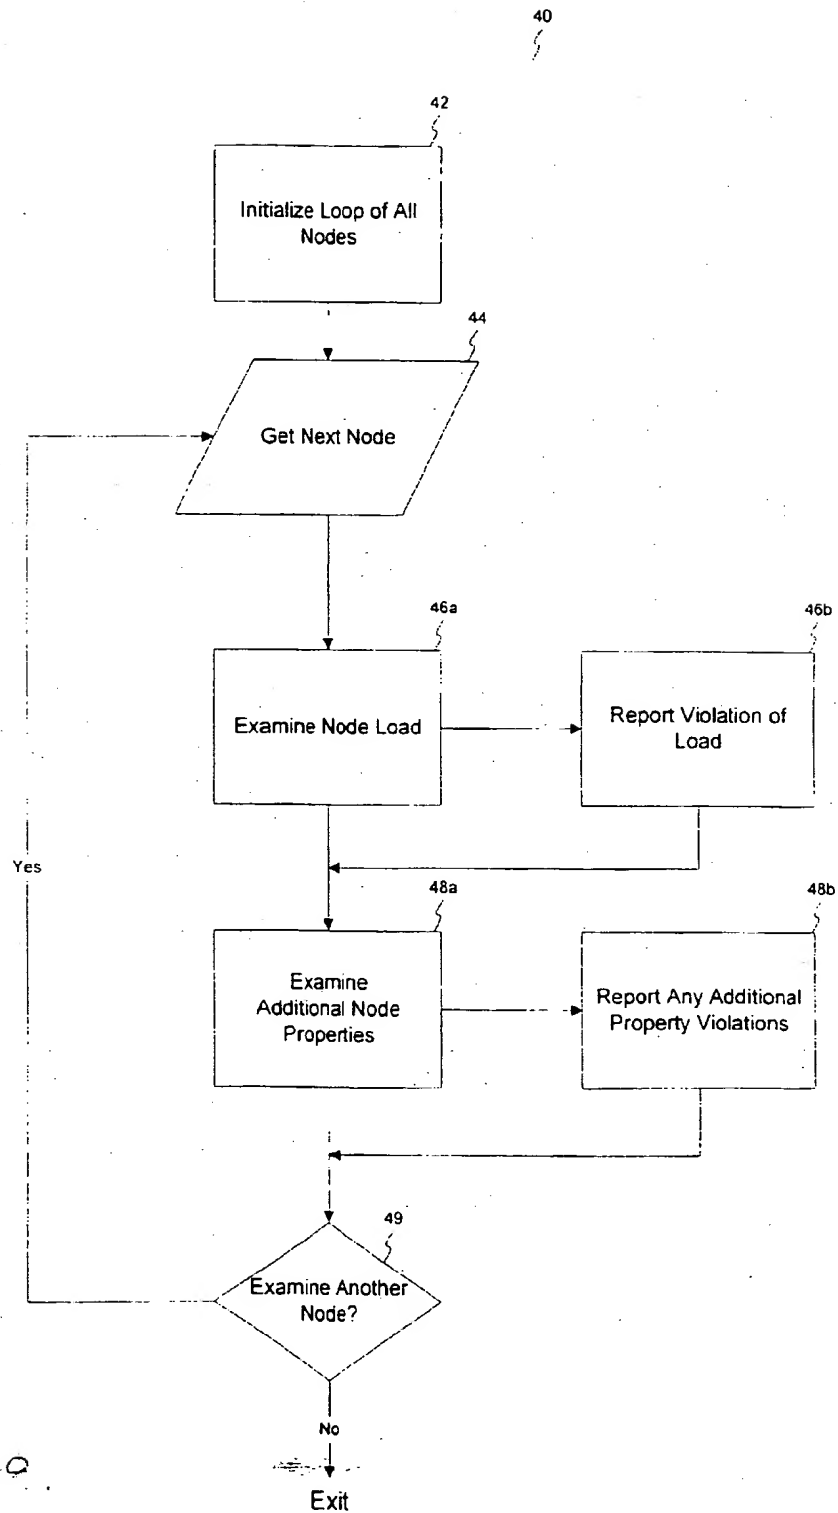 40
42
Initialize Loop of All
Nodes
44
Get Next Node
46a
Examine Node Load
46b
Report Violation of
Load
Yes
48a
Examine
Additional Node
Properties
48b
Report Any Additional
Property Violations
49
Examine Another
Node?
No
Exit